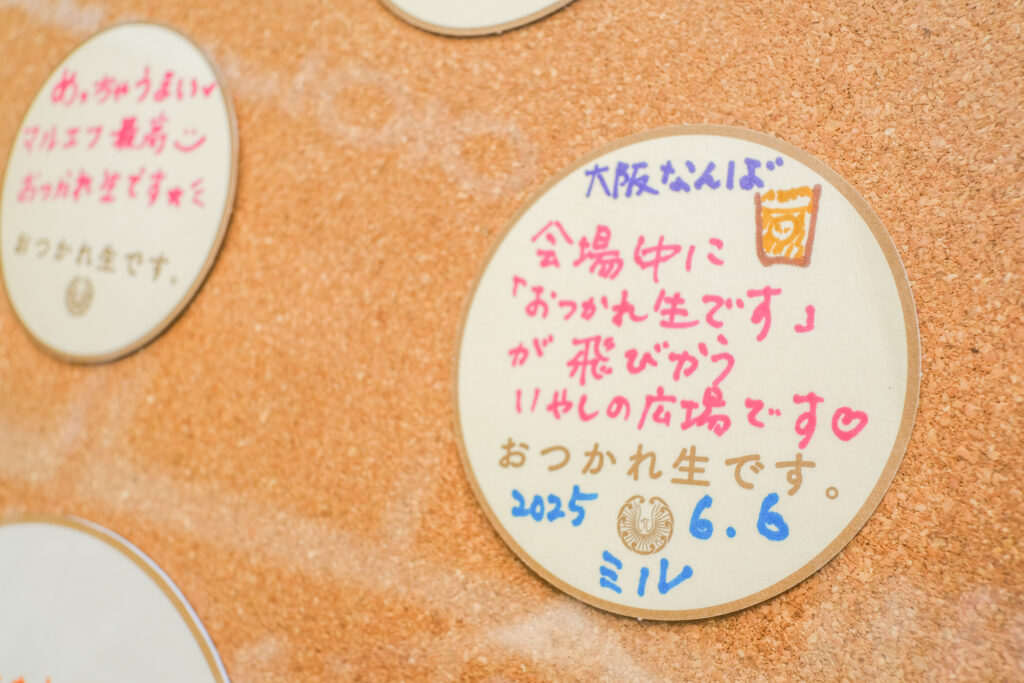 めっちゃうまい♥
マルエフ最高
おつかれ生です★
おつかれ生です。
大阪なんば
会場中に
「おつかれ生です」
が飛びかう
いやしの広場です♡
おつかれ生です。
2025 6.6
ミル